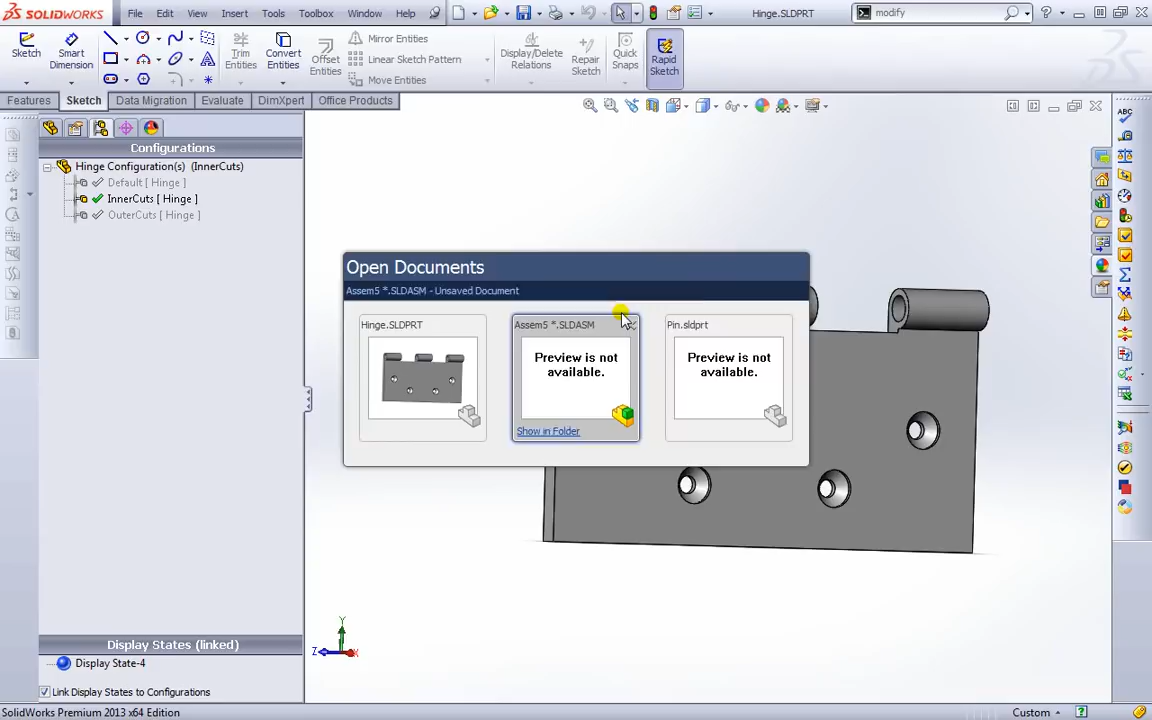 SOLIDWORKS File Edit View Insert Tools Toolbox Window Help Hinge.SLDPRT modify
Sketch Smart Dimension Trim Entities Convert Entities Offset Entities Mirror Entities Linear Sketch Pattern Move Entities Display/Delete Relations Repair Sketch Quick Snaps Rapid Sketch
Features Sketch Data Migration Evaluate DimXpert Office Products
Configurations
Hinge Configuration(s) (InnerCuts)
Default [ Hinge ]
InnerCuts [ Hinge ]
OuterCuts [ Hinge ]
Open Documents
Assem5 *.SLDASM - Unsaved Document
Hinge.SLDPRT Assem5 *.SLDASM Pin.sldprt
Preview is not available. Preview is not available.
Show in Folder
Y
Z X
Display States (linked)
Display State-4
Link Display States to Configurations
SolidWorks Premium 2013 x64 Edition Custom